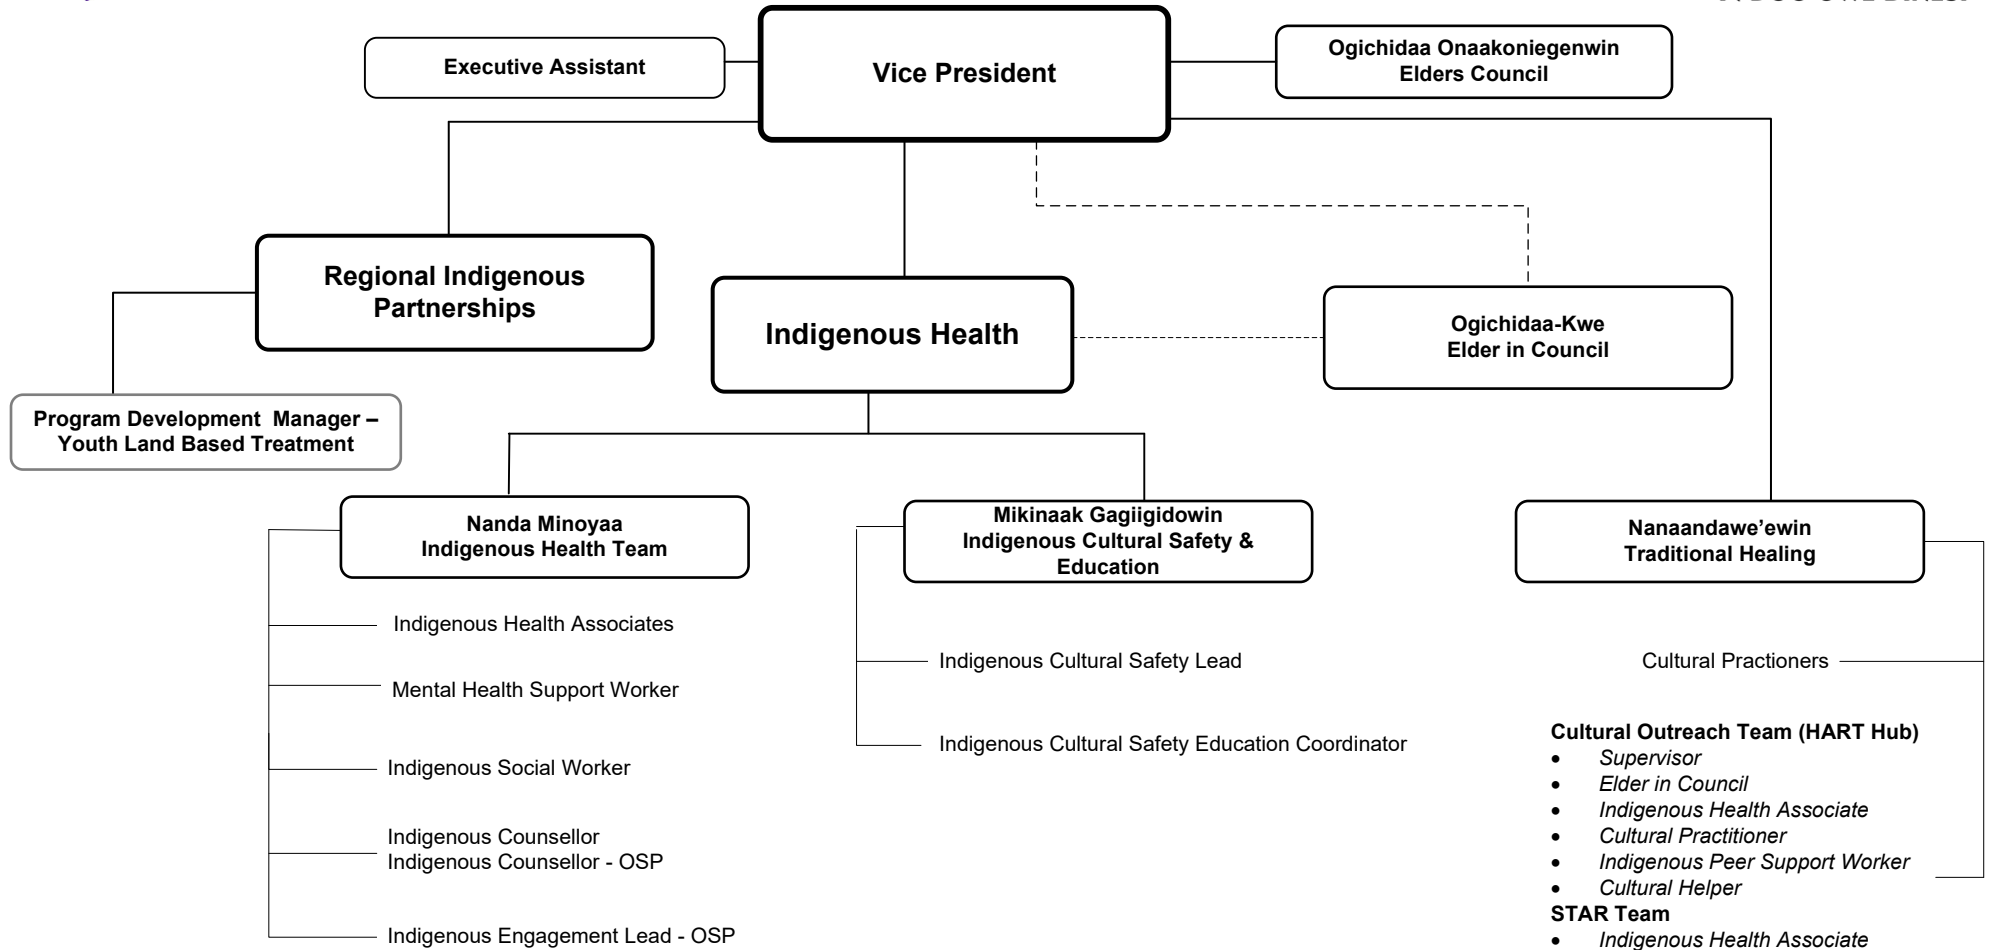 Executive Assistant
Vice President
Ogichidaa Onaakoniegenwin
Elders Council
Regional Indigenous
Partnerships
Indigenous Health
Ogichidaa-Kwe
Elder in Council
Program Development Manager –
Youth Land Based Treatment
Nanda Minoyaa
Indigenous Health Team
Indigenous Health Associates
Mental Health Support Worker
Indigenous Social Worker
Indigenous Counsellor
Indigenous Counsellor - OSP
Indigenous Engagement Lead - OSP
Mikinaak Gagiigidowin
Indigenous Cultural Safety &
Education
Indigenous Cultural Safety Lead
Indigenous Cultural Safety Education Coordinator
Nanaandawe’ewin
Traditional Healing
Cultural Practioners
Cultural Outreach Team (HART Hub)
• Supervisor
• Elder in Council
• Indigenous Health Associate
• Cultural Practitioner
• Indigenous Peer Support Worker
• Cultural Helper
STAR Team
• Indigenous Health Associate